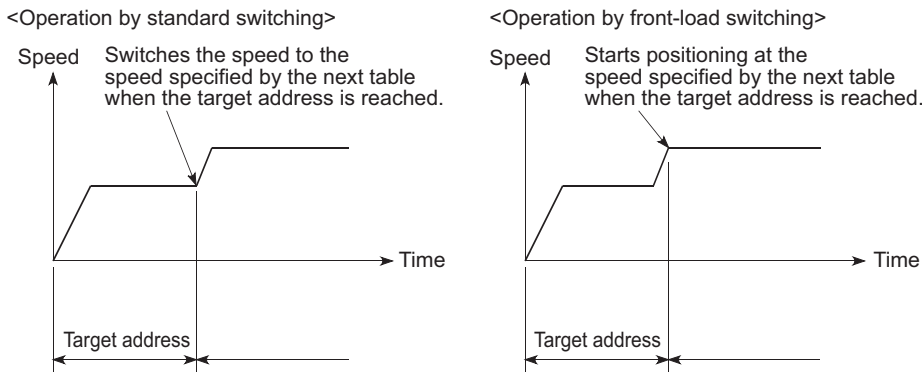 <Operation by standard switching>
Speed
Switches the speed to the
speed specified by the next table
when the target address is reached.
Time
Target address
<Operation by front-load switching>
Speed
Starts positioning at the
speed specified by the next table
when the target address is reached.
Time
Target address